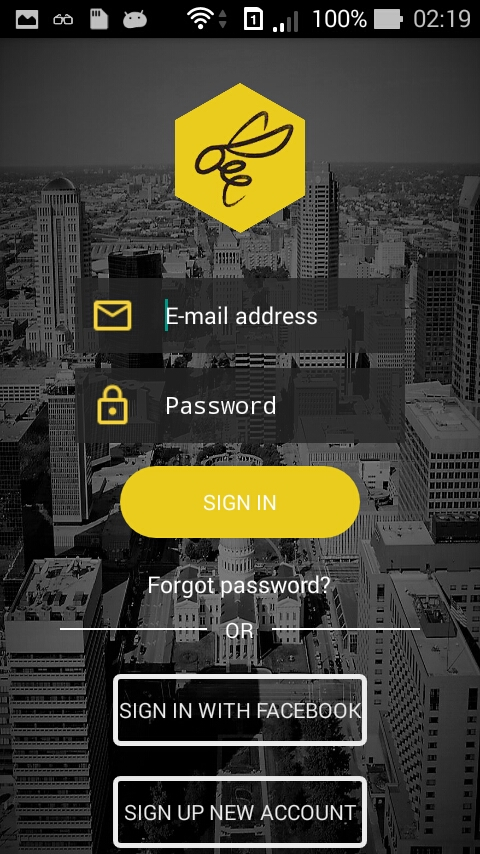 1
100%
02:19
E-mail address
Password
SIGN IN
Forgot password?
OR
SIGN IN WITH FACEBOOK
SIGN UP NEW ACCOUNT